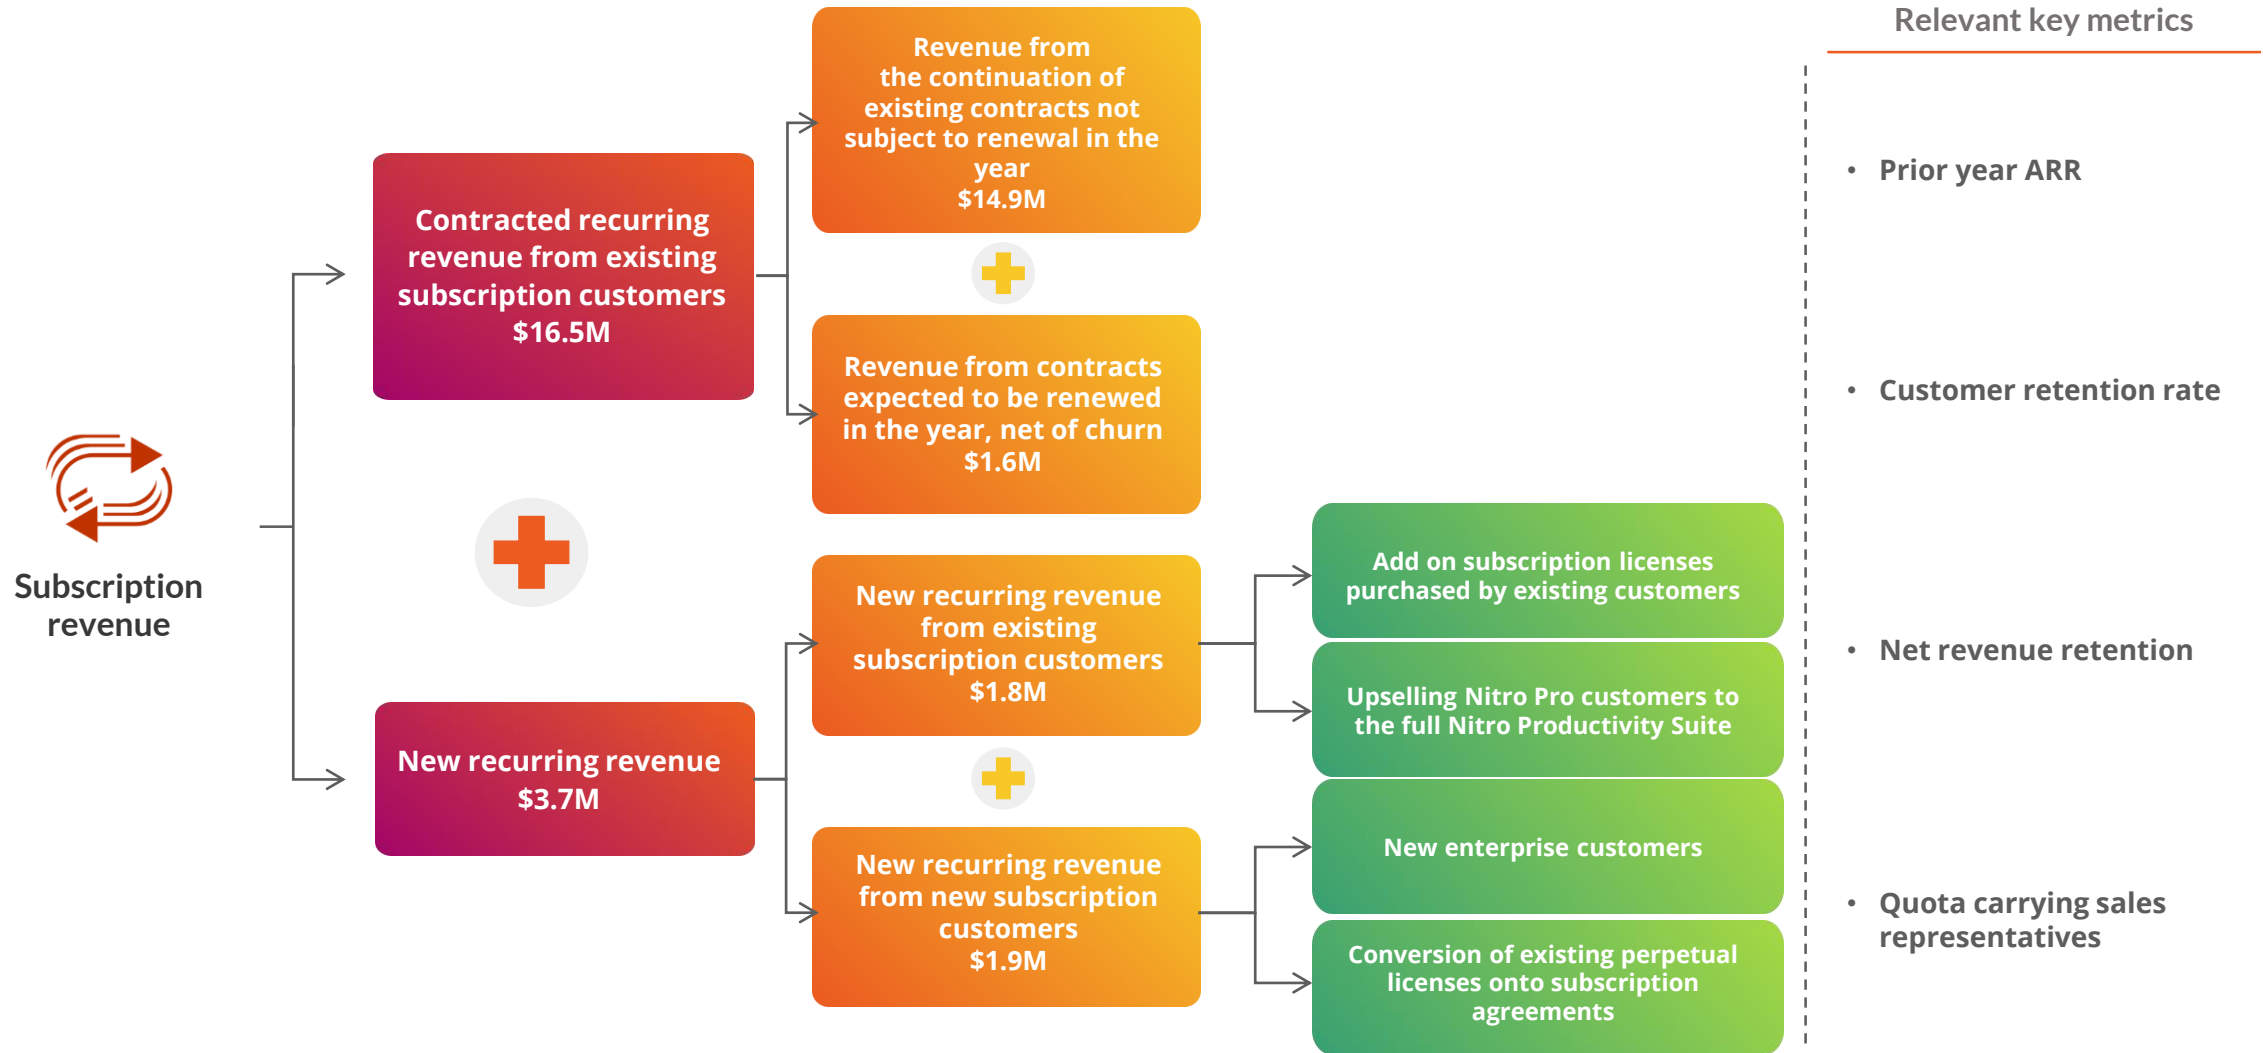 Subscription
revenue
Contracted recurring
revenue from existing
subscription customers
$16.5M
New recurring revenue
$3.7M
Revenue from
the continuation of
existing contracts not
subject to renewal in the
year
$14.9M
Revenue from contracts
expected to be renewed
in the year, net of churn
$1.6M
New recurring revenue
from existing
subscription customers
$1.8M
New recurring revenue
from new subscription
customers
$1.9M
Add on subscription licenses
purchased by existing customers
Upselling Nitro Pro customers to
the full Nitro Productivity Suite
New enterprise customers
Conversion of existing perpetual
licenses onto subscription
agreements
Relevant key metrics
• Prior year ARR
• Customer retention rate
• Net revenue retention
• Quota carrying sales
representatives